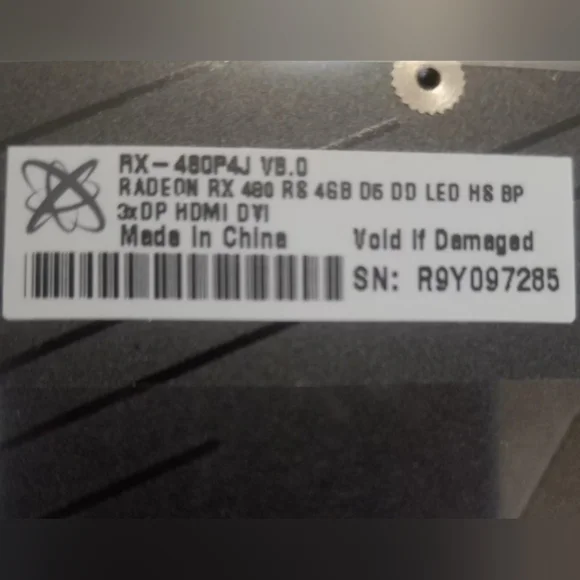 RX-480P4J V5.0
RADEON RX 480 RS 4GB D5 DD LED HS BP
3xDP HDMI DVI
Made In China
Void If Damaged
SN: R9Y097285